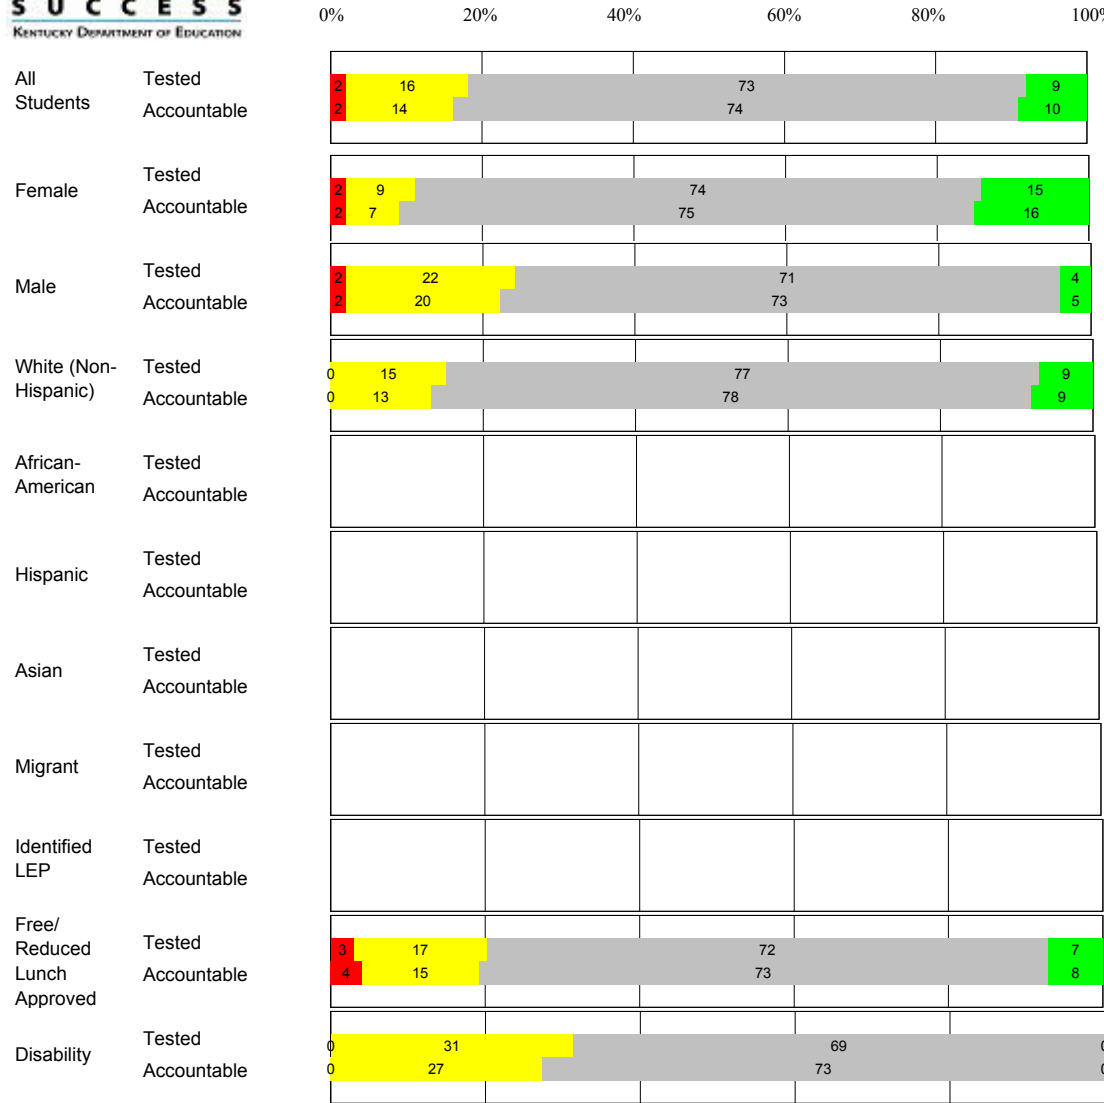 SUCCESS
KENTUCKY DEPARTMENT OF EDUCATION
0% 20% 40% 60% 80% 100%
All Students Tested 2 16 73 9
Accountable 2 14 74 10
Female Tested 2 9 74 15
Accountable 2 7 75 16
Male Tested 2 22 71 4
Accountable 2 20 73 5
White (Non-Hispanic) Tested 0 15 77 9
Accountable 0 13 78 9
African-American Tested
Accountable
Hispanic Tested
Accountable
Asian Tested
Accountable
Migrant Tested
Accountable
Identified LEP Tested
Accountable
Free/
Reduced Tested 3 17 72 7
Lunch Accountable 4 15 73 8
Approved
Disability Tested 0 31 69 0
Accountable 0 27 73 0